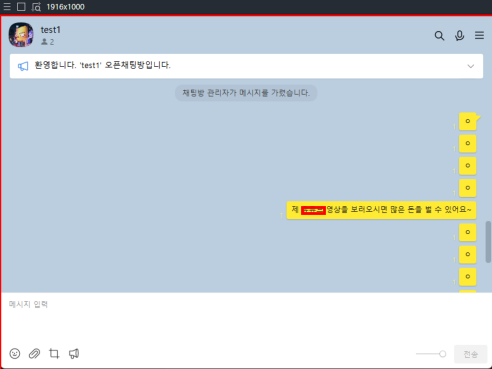 1916x1000
test1
2
환영합니다. 'test1' 오픈채팅방입니다.
채팅방 관리자가 메시지를 가렸습니다.
ㅇ
ㅇ
ㅇ
ㅇ
제 영상를 보러오시면 많은 돈을 벌 수 있어요~
ㅇ
ㅇ
ㅇ
메시지 입력
전송